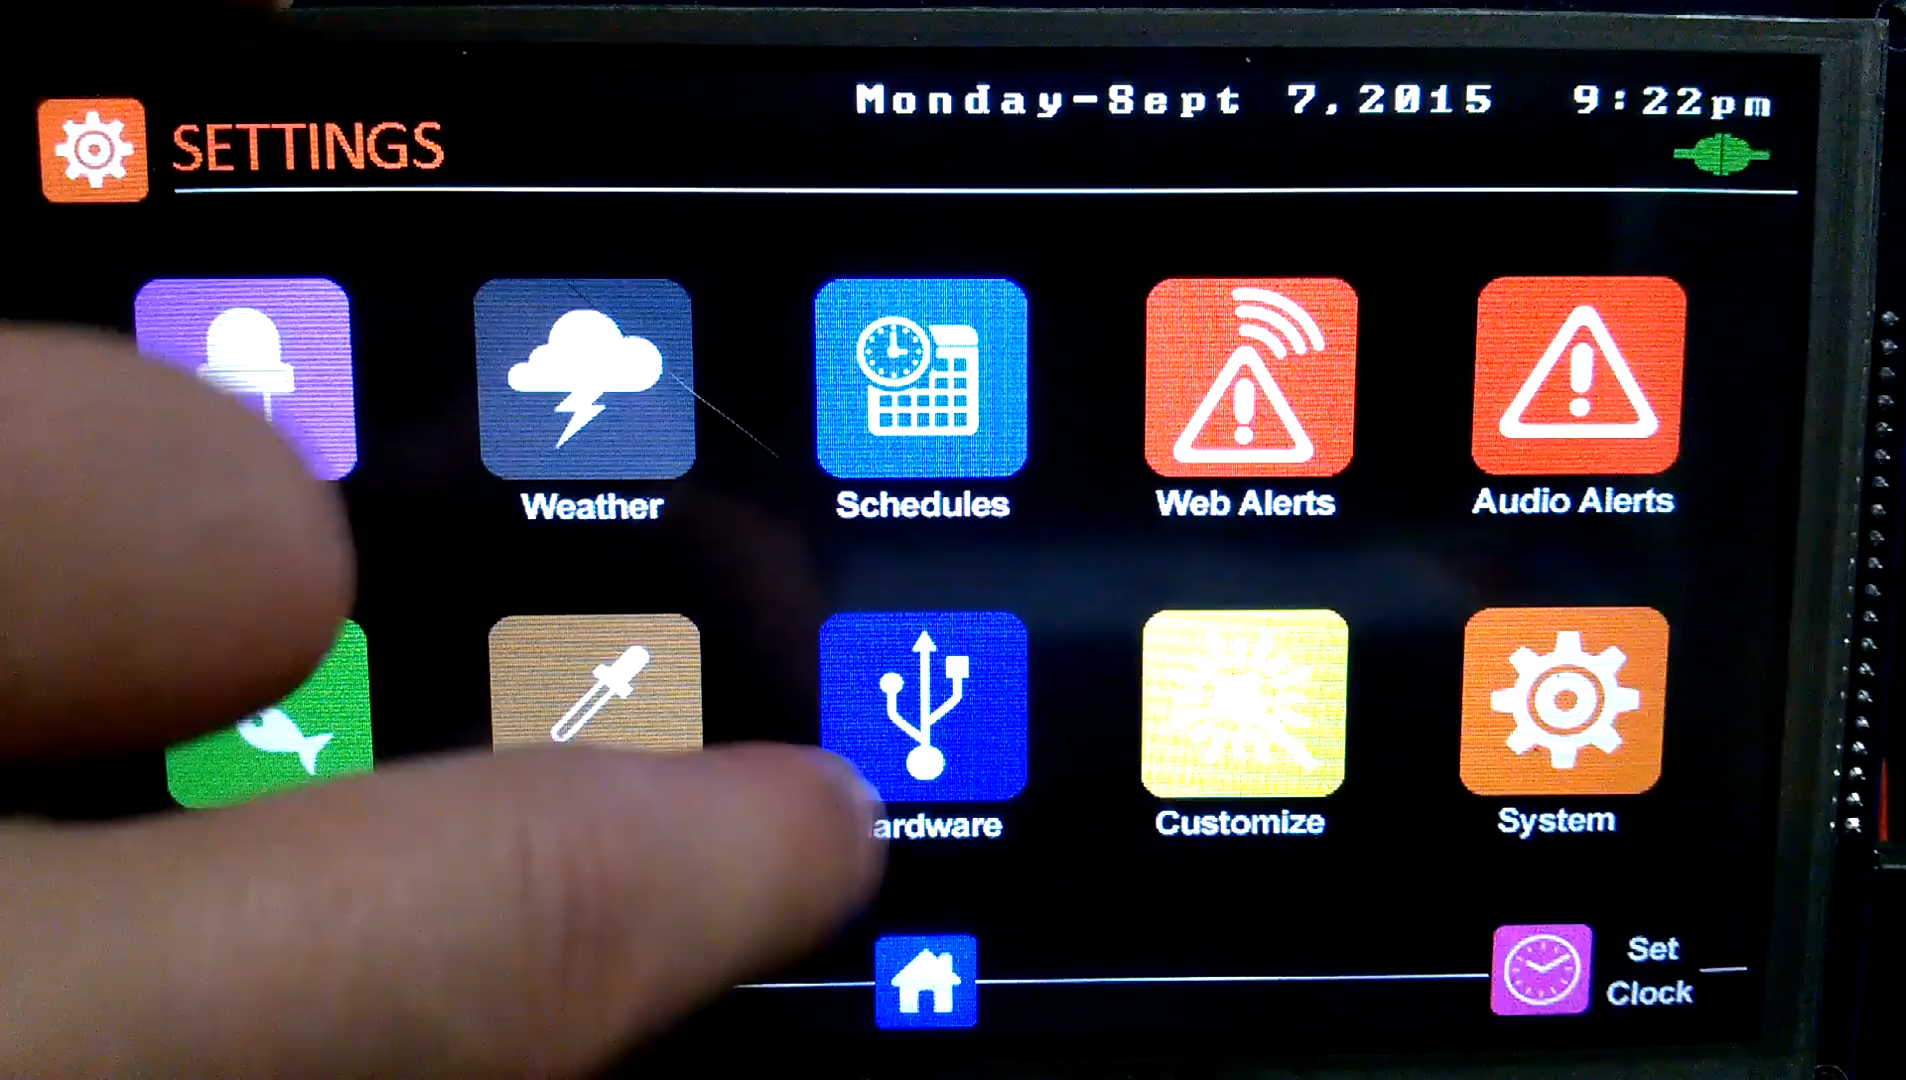 SETTINGS
Monday-Sept 7,2015 9:22pm
Weather
Schedules
Web Alerts
Audio Alerts
ardware
Customize
System
Set
Clock